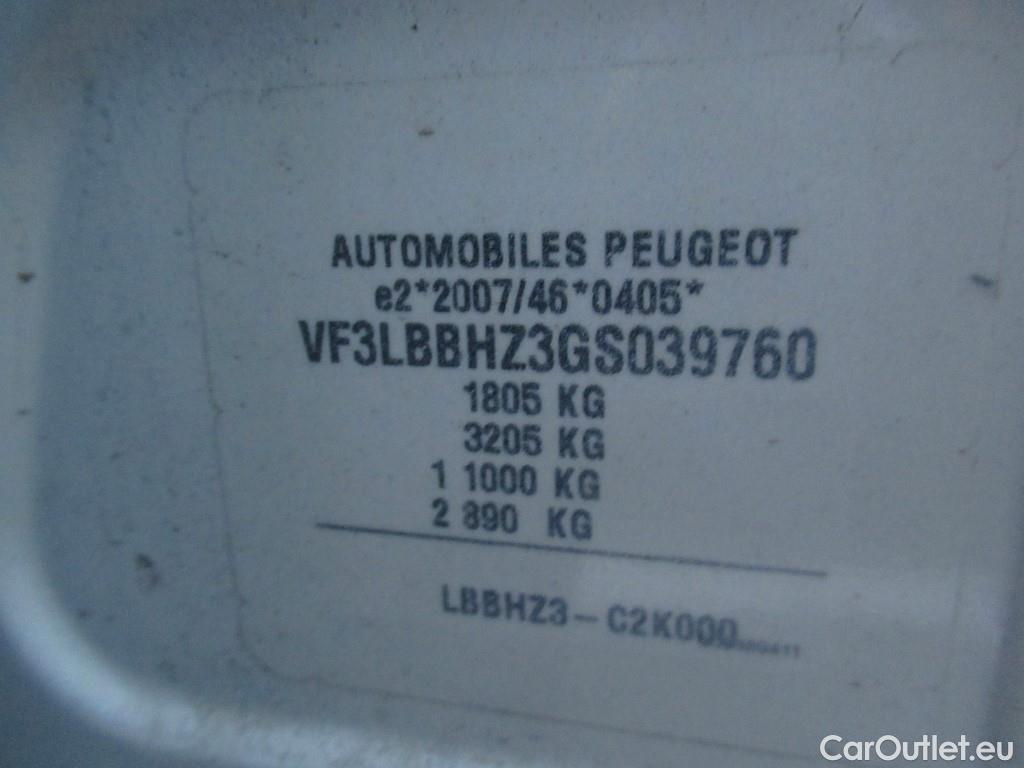 AUTOMOBILES PEUGEOT
e2*2007/46*0405*
VF3LBBHZ3GS039760
1805 KG
3205 KG
1 1000 KG
2 890 KG
LBBHZ3-C2K000
CarOutlet.eu